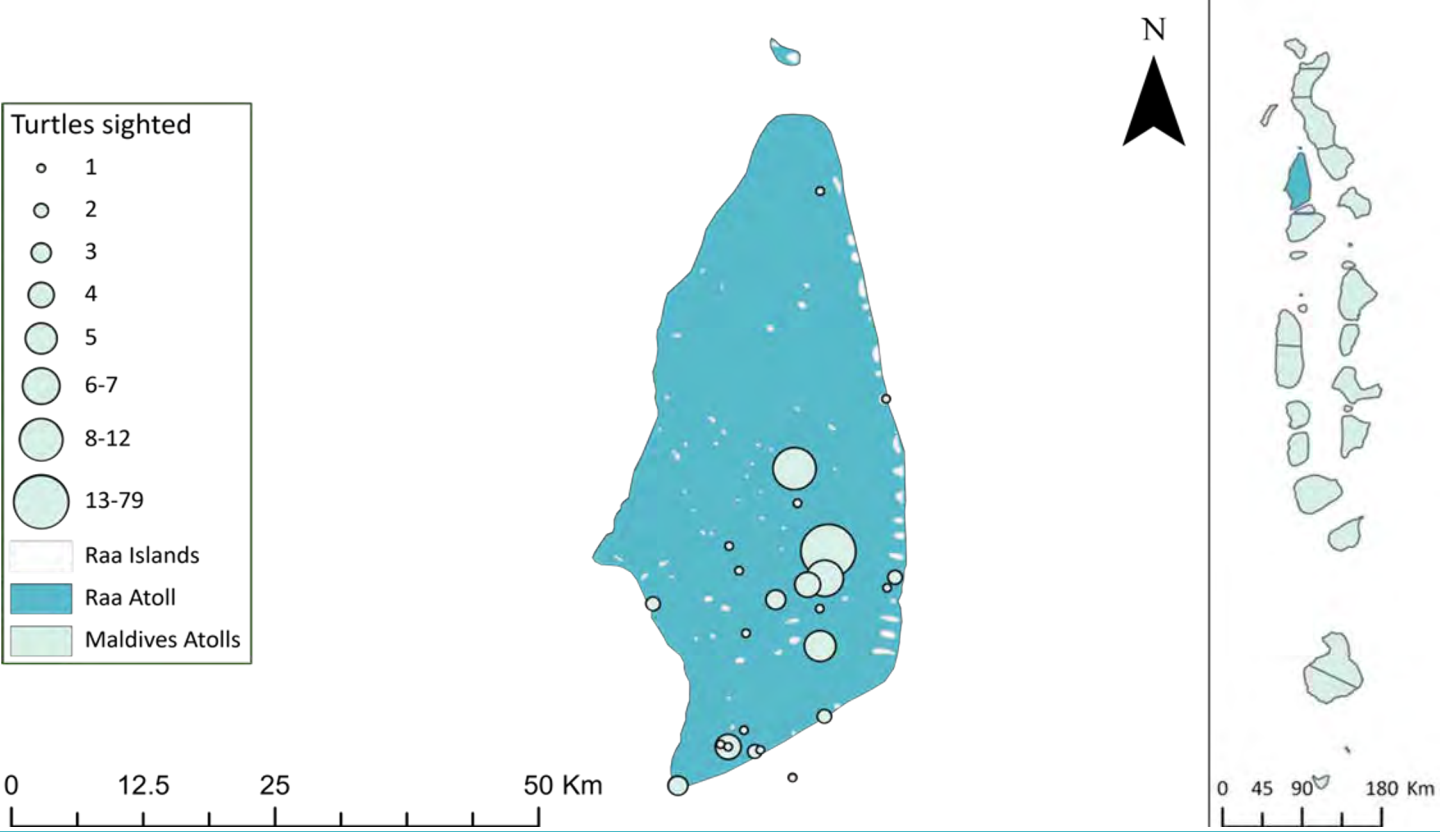 N
Turtles sighted
1
2
3
4
5
6-7
8-12
13-79
Raa Islands
Raa Atoll
Maldives Atolls
0 12.5 25 50 Km
0 45 90 180 Km